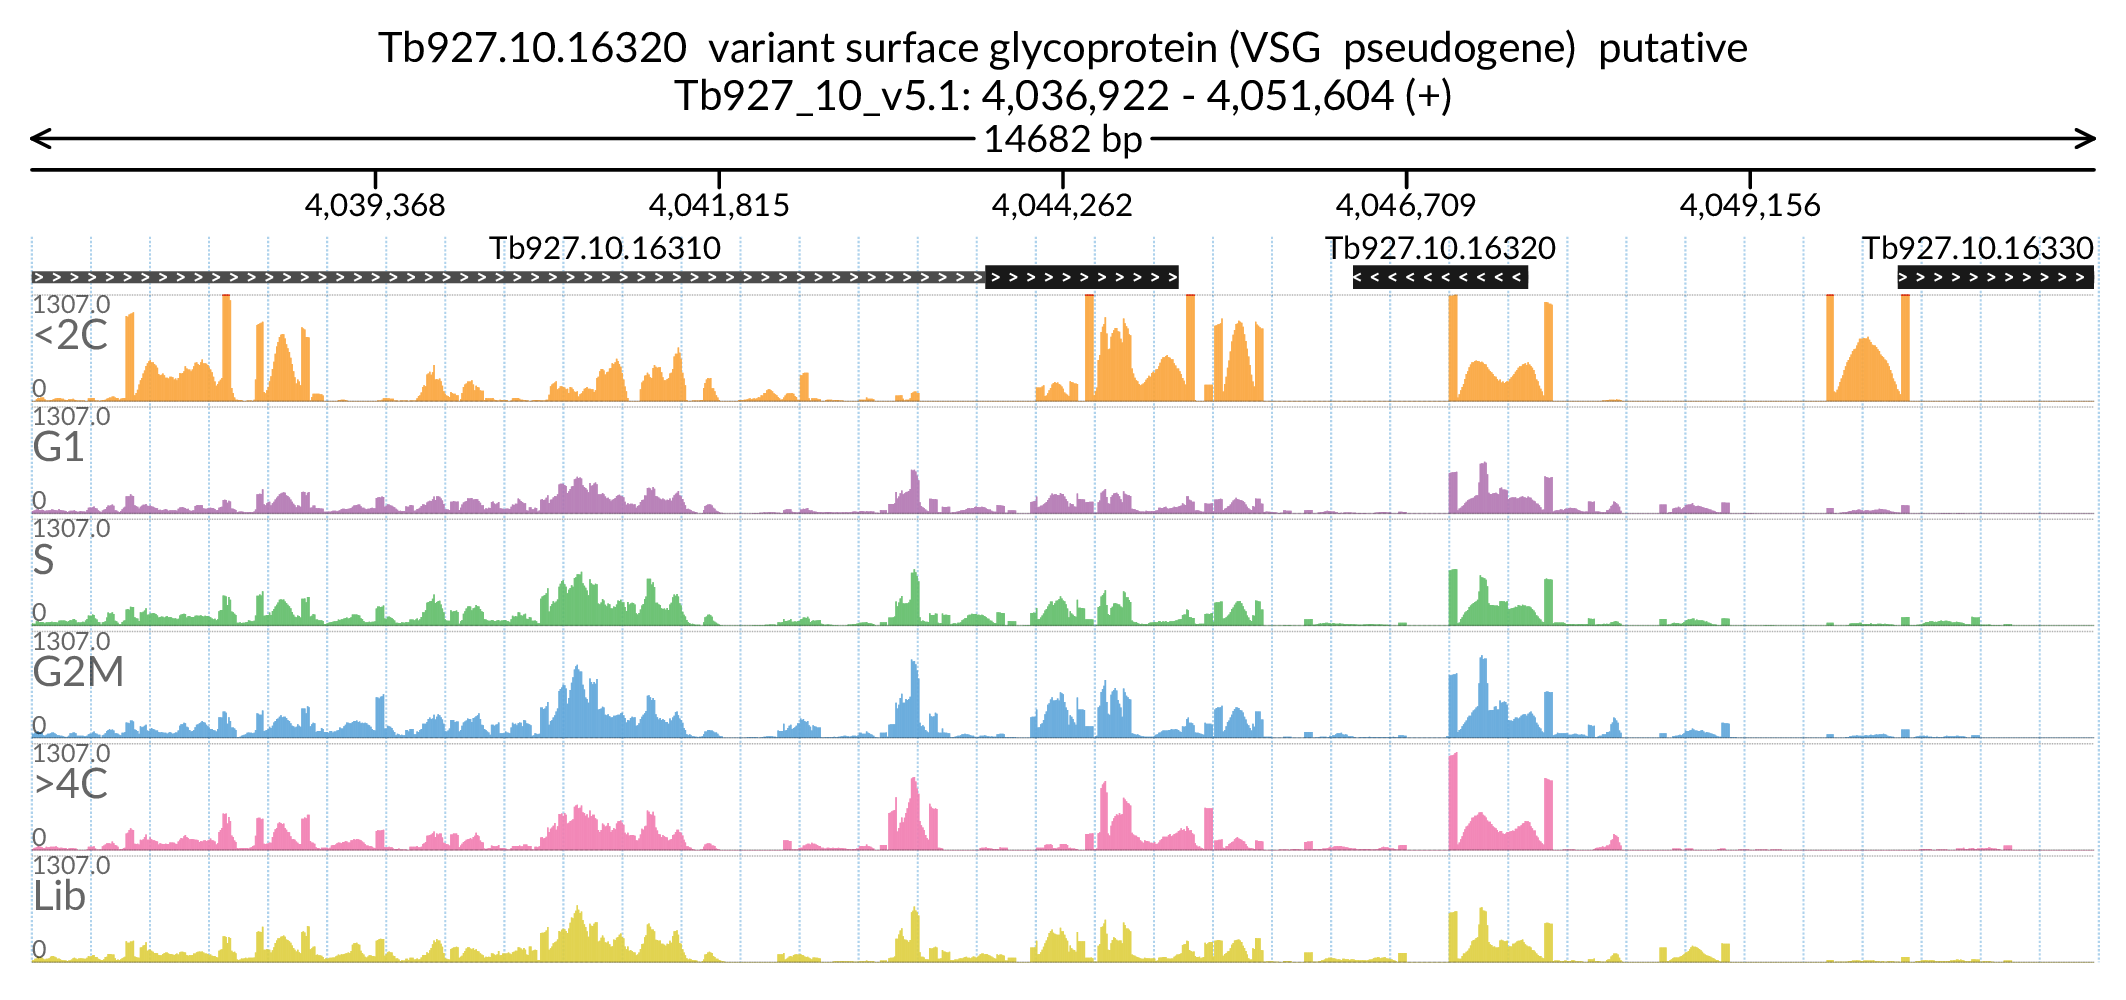 Tb927.10.16320  variant surface glycoprotein (VSG  pseudogene)  putative
Tb927_10_v5.1: 4,036,922 - 4,051,604 (+)
14682 bp
4,039,368 4,041,815 4,044,262 4,046,709 4,049,156
Tb927.10.16310 Tb927.10.16320 Tb927.10.16330
1307.0
<2C
0
1307.0
G1
0
1307.0
S
0
1307.0
G2M
0
1307.0
>4C
0
1307.0
Lib
0